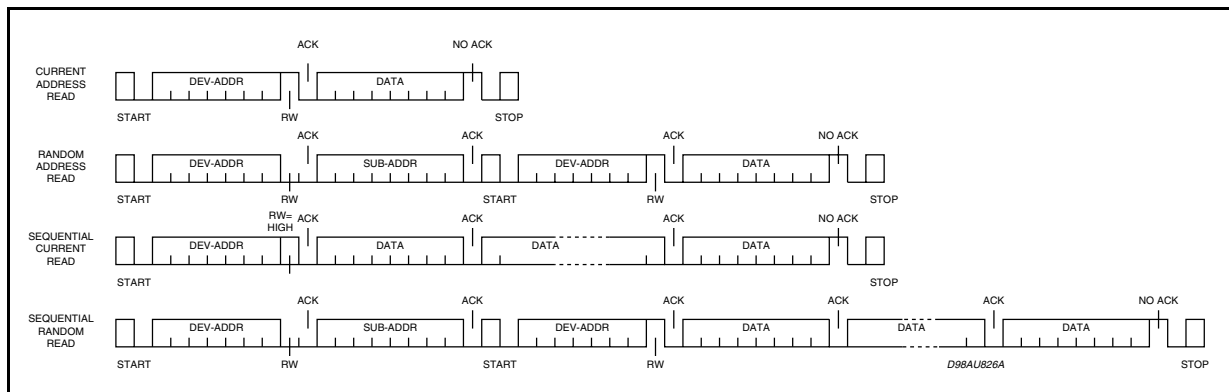 ACK NO ACK
CURRENT
ADDRESS
READ
DEV-ADDR DATA
START RW STOP
ACK ACK ACK NO ACK
RANDOM
ADDRESS
READ
DEV-ADDR SUB-ADDR DEV-ADDR DATA
START RW START RW STOP
RW=
HIGH
ACK ACK ACK NO ACK
SEQUENTIAL
CURRENT
READ
DEV-ADDR DATA DATA DATA
START STOP
ACK ACK ACK ACK ACK NO ACK
SEQUENTIAL
RANDOM
READ
DEV-ADDR SUB-ADDR DEV-ADDR DATA DATA DATA
START RW START RW D98AU826A STOP